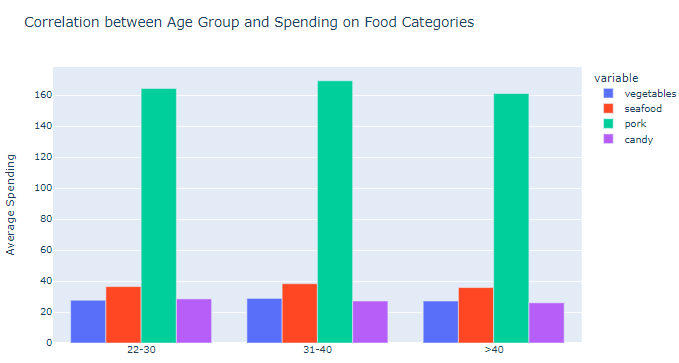 Correlation between Age Group and Spending on Food Categories
variable
vegetables
seafood
pork
candy
Average Spending
160
140
120
100
80
60
40
20
0
22-30
31-40
>40